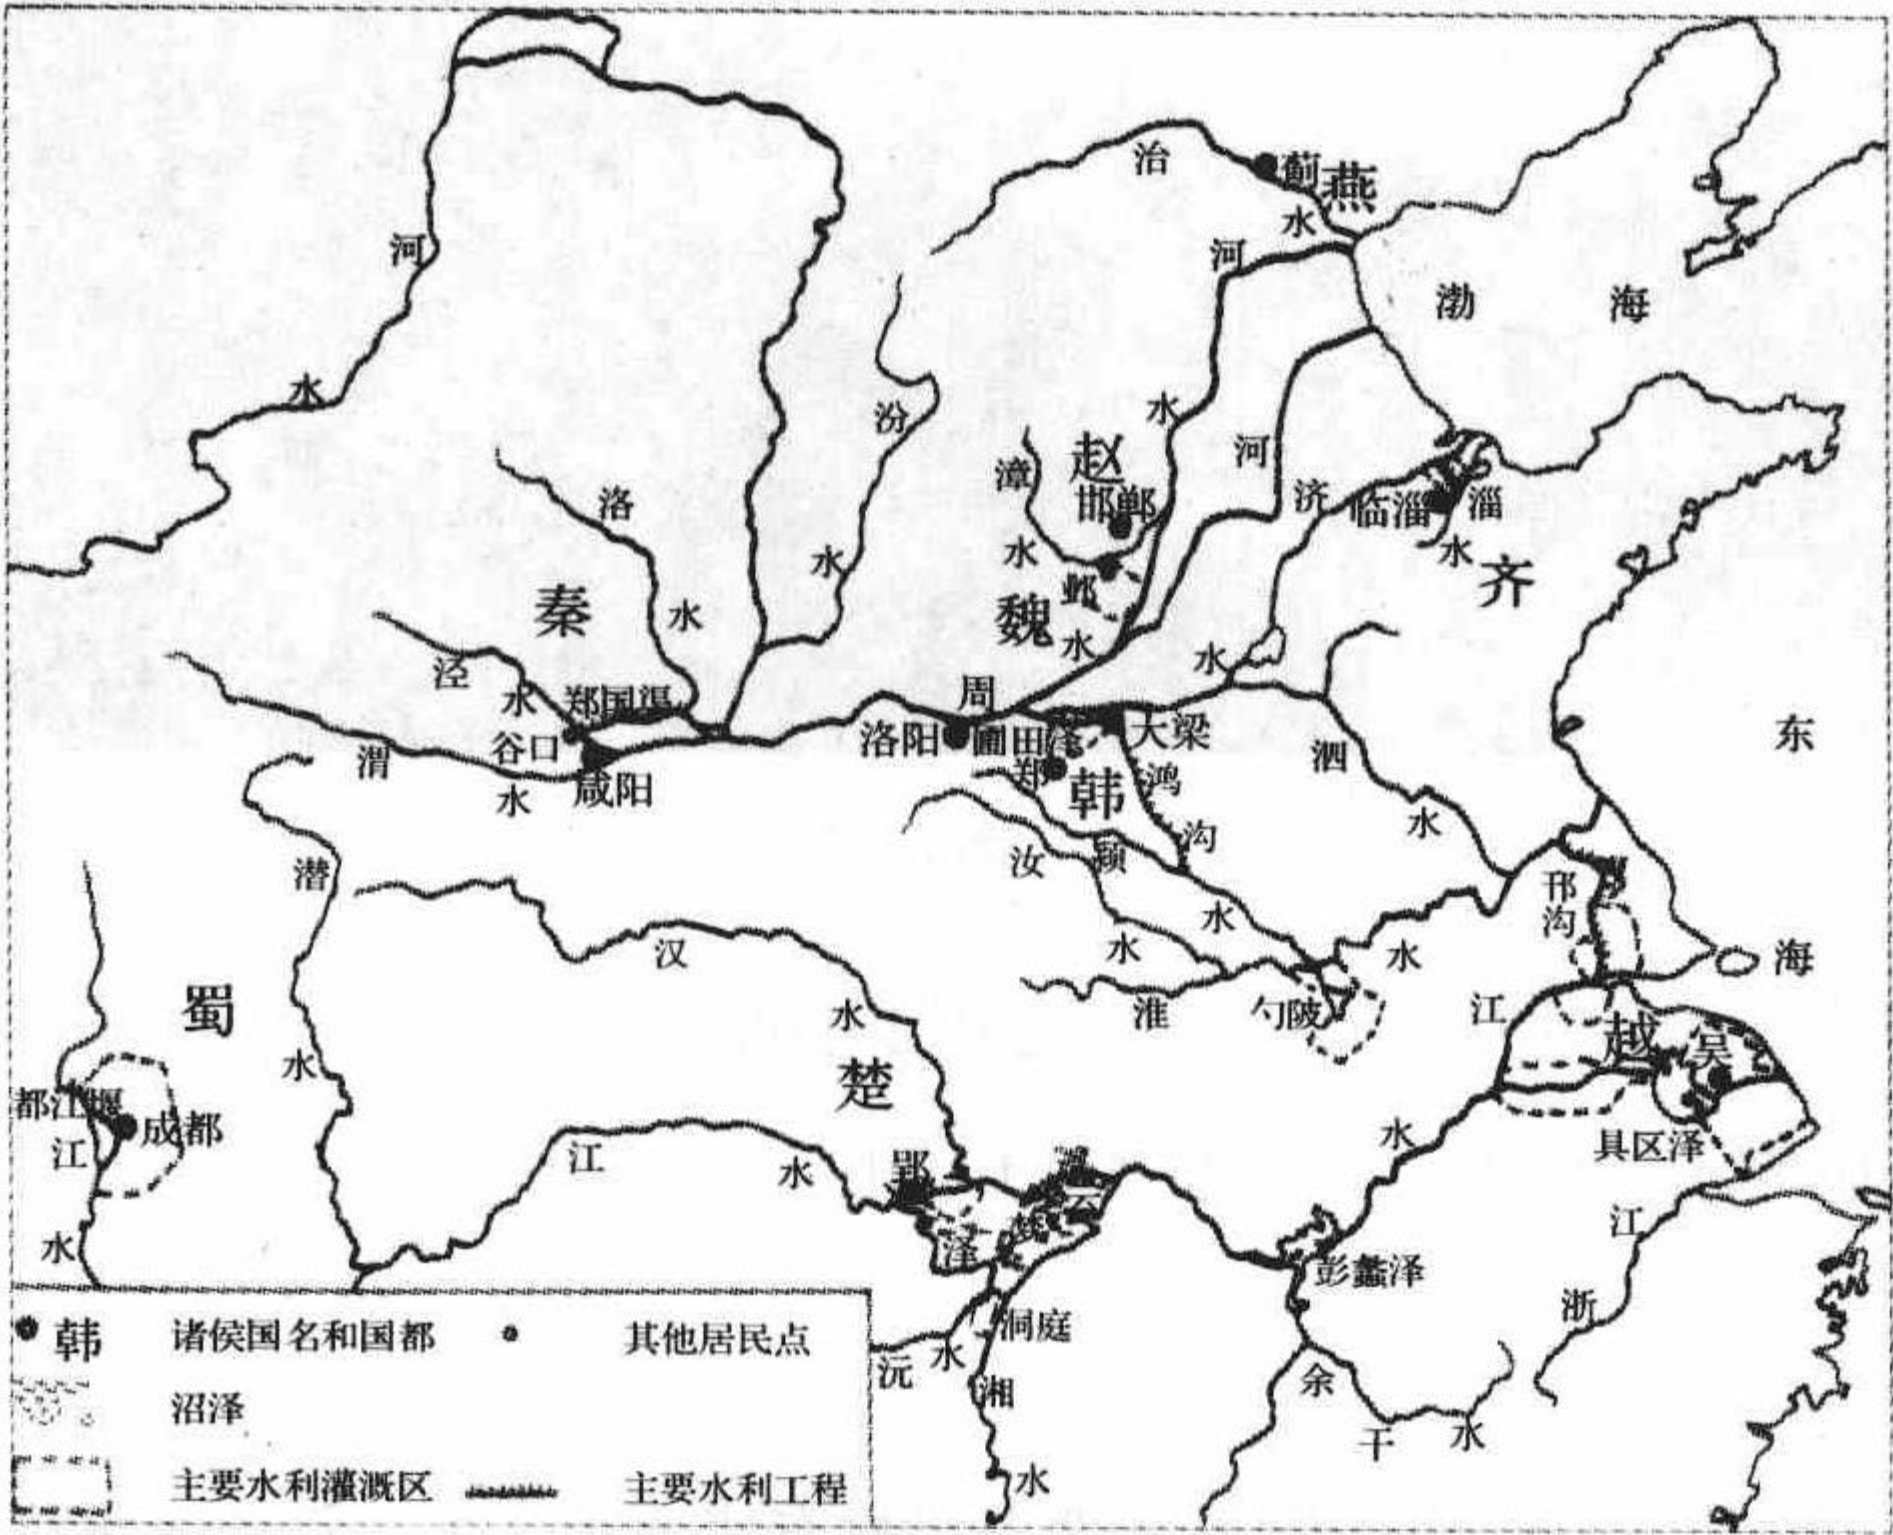 治
蓟
燕
水
河
河
渤 海
水
水
汾
赵
河
漳
邯郸
洛
济
临淄
淄
水
水
水
齐
邺
秦
水
魏
水
水
泾
水
郑国渠
周
东
谷口
洛阳
圃田泽
大梁
泗
渭
咸阳
郑
韩
鸿
水
水
沟
汝
颍
潜
邗
沟
水
汉
水
水
海
蜀
水
淮
勺陂
江
越
吴
水
楚
都江堰
成都
江
江
水
水
具区泽
郢
云
梦
泽
水
江
彭蠡泽
浙
洞庭
沅
水
湘
余
干
水
水
韩 诸侯国名和国都 其他居民点
沼泽
主要水利灌溉区 主要水利工程